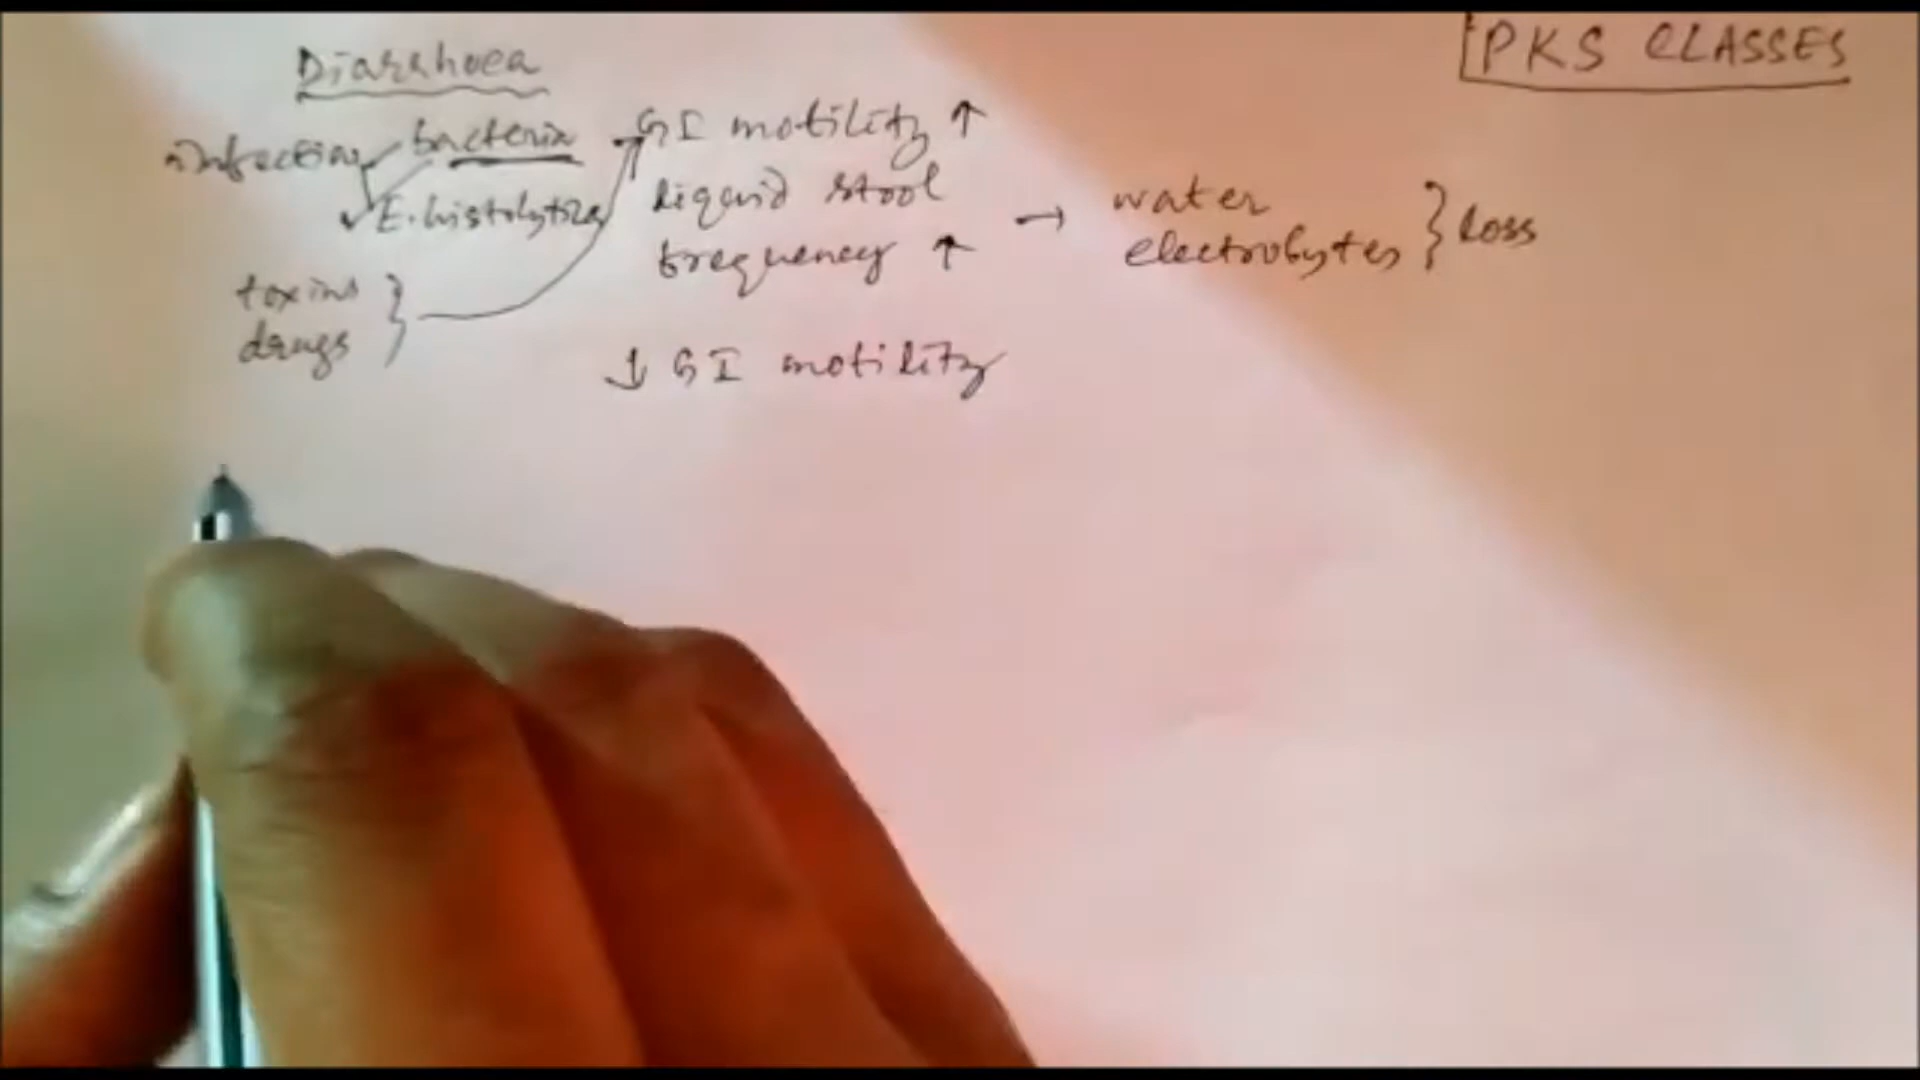 PKS CLASSES
Diarrhoea
infection bacteria → GI motility ↑
E. histolytica liquid stool → water
frequency ↑ electrolytes } loss
toxins
drugs }
↓ GI motility